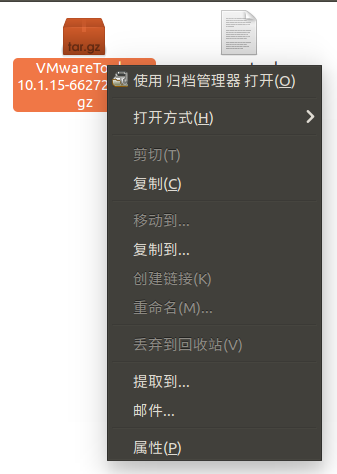 tar.gz
VMwareTo
10.1.15-66272
gz
使用 归档管理器 打开(O)
打开方式(H)
剪切(T)
复制(C)
移动到...
复制到...
创建链接(K)
重命名(M)...
丢弃到回收站(V)
提取到...
邮件...
属性(P)